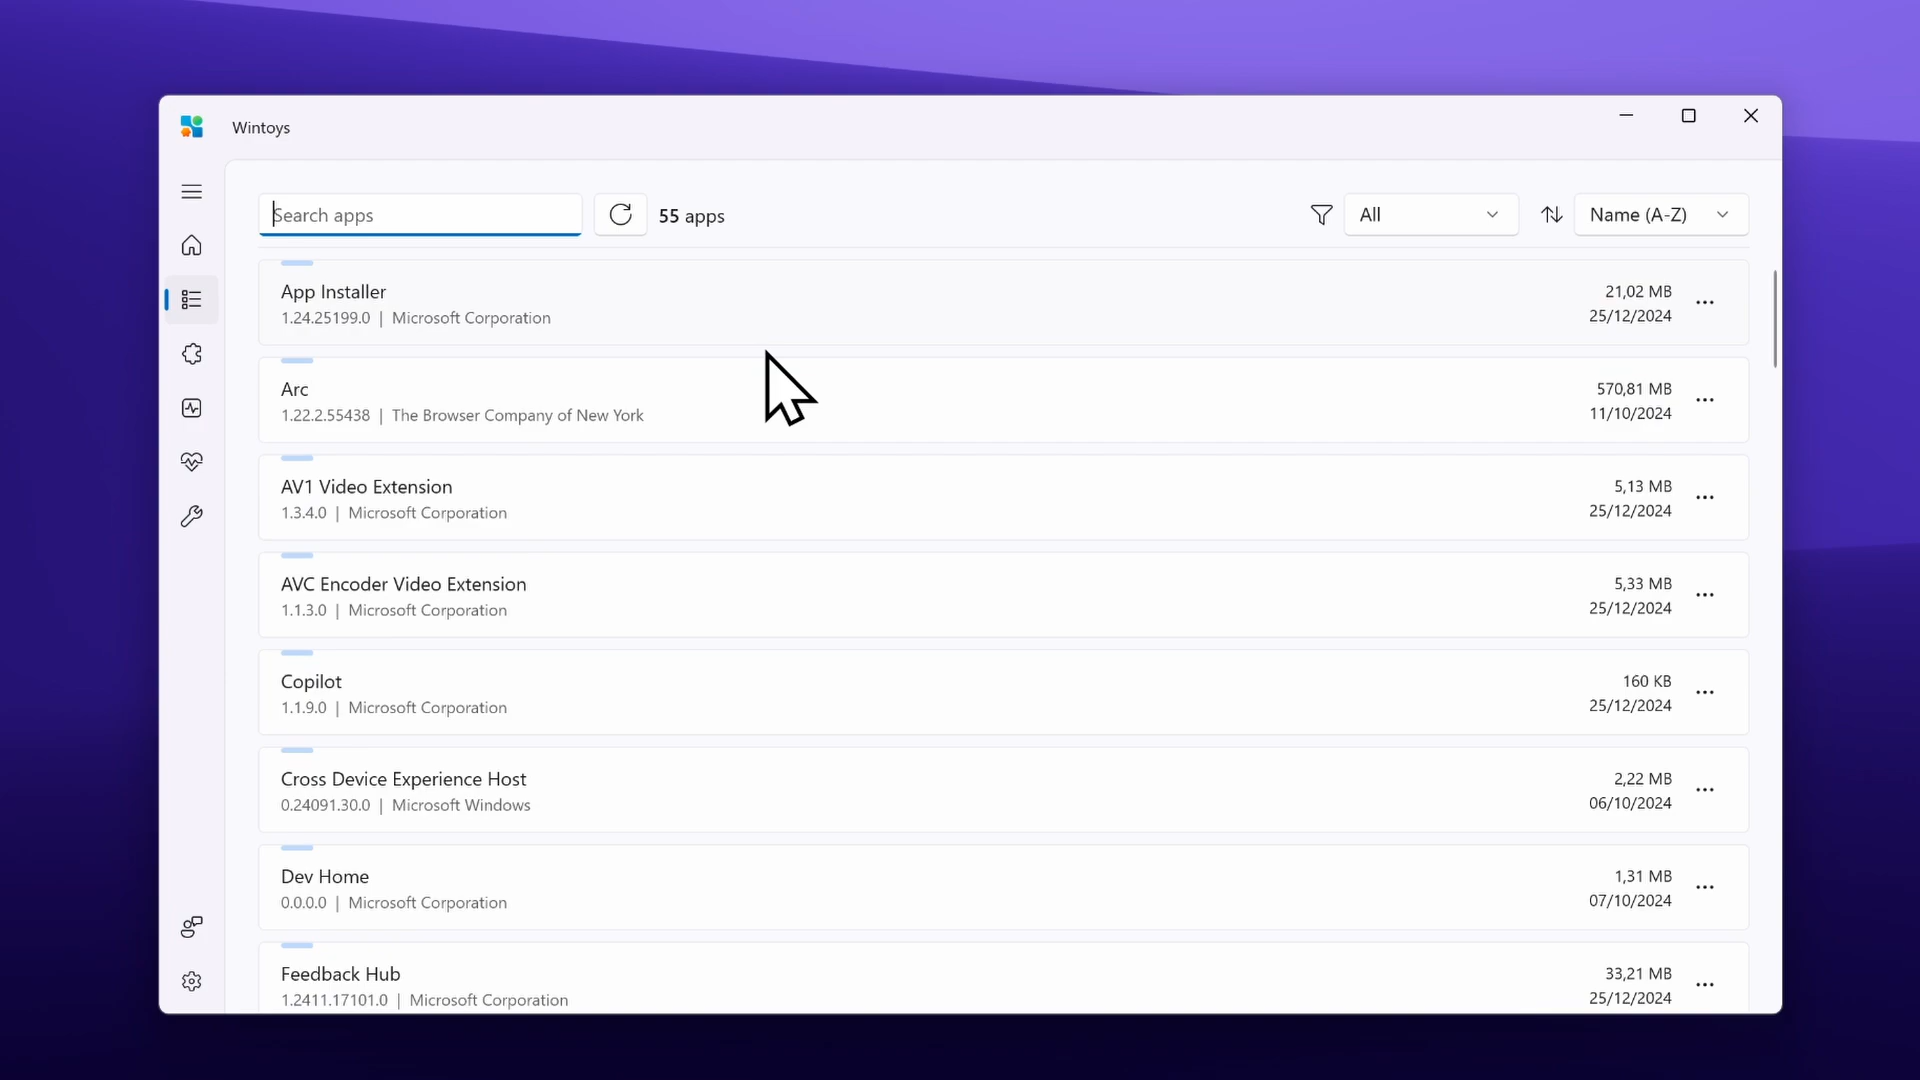 Wintoys
Search apps
55 apps
All
Name (A-Z)
App Installer
21,02 MB
1.24.25199.0 | Microsoft Corporation
25/12/2024
Arc
570,81 MB
1.22.2.55438 | The Browser Company of New York
11/10/2024
AV1 Video Extension
5,13 MB
1.3.4.0 | Microsoft Corporation
25/12/2024
AVC Encoder Video Extension
5,33 MB
1.1.3.0 | Microsoft Corporation
25/12/2024
Copilot
160 KB
1.1.9.0 | Microsoft Corporation
25/12/2024
Cross Device Experience Host
2,22 MB
0.24091.30.0 | Microsoft Windows
06/10/2024
Dev Home
1,31 MB
0.0.0.0 | Microsoft Corporation
07/10/2024
Feedback Hub
33,21 MB
1.2411.17101.0 | Microsoft Corporation
25/12/2024